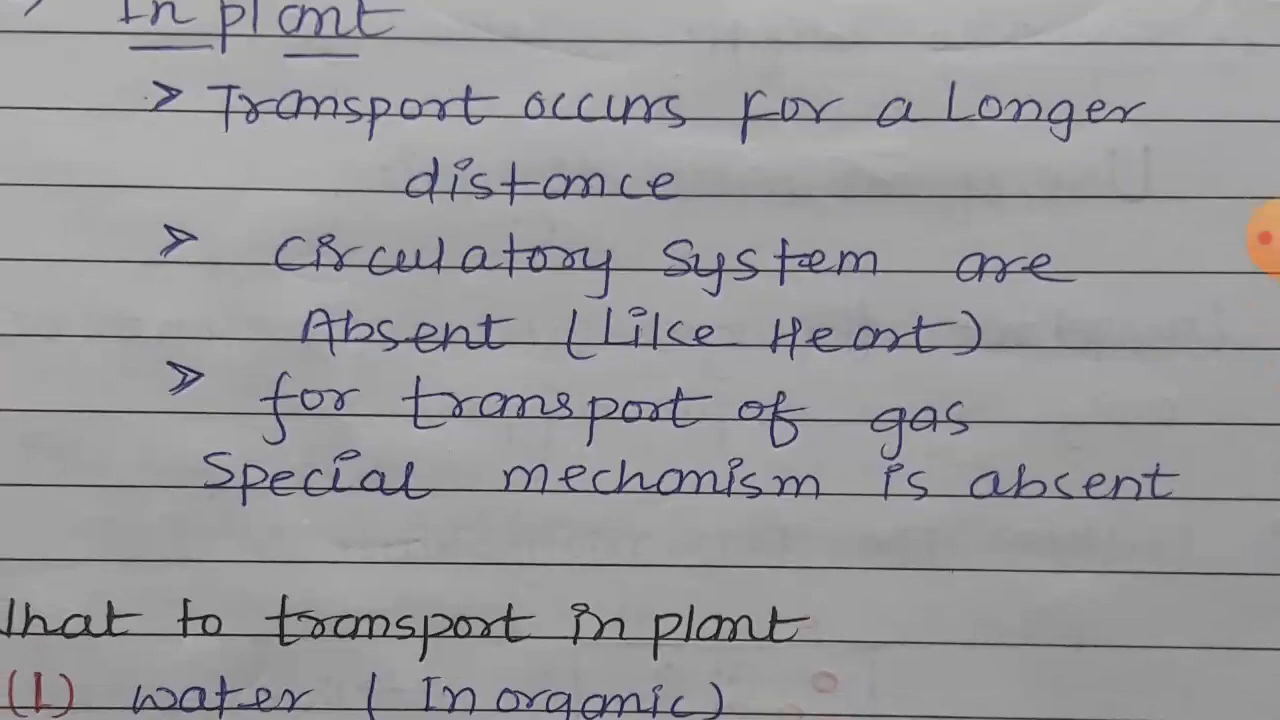 In plant
> Transport occurs for a Longer
distance
> Circulatory System are
Absent (Like Heart)
> for transport of gas
Special mechanism is absent
hat to transport in plant
(1) water (Inorganic)